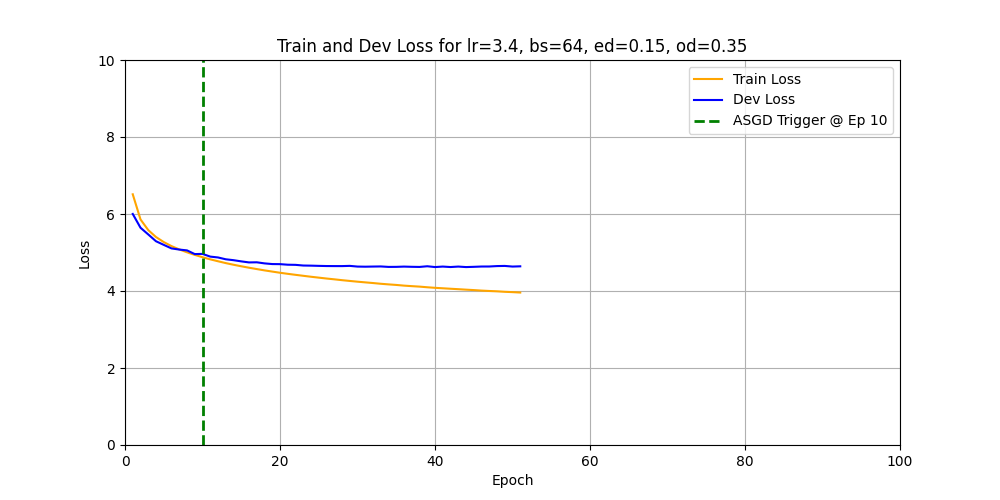 Train and Dev Loss for lr=3.4, bs=64, ed=0.15, od=0.35
Train Loss
Dev Loss
ASGD Trigger @ Ep 10
Loss
10
8
6
4
2
0
0 20 40 60 80 100
Epoch